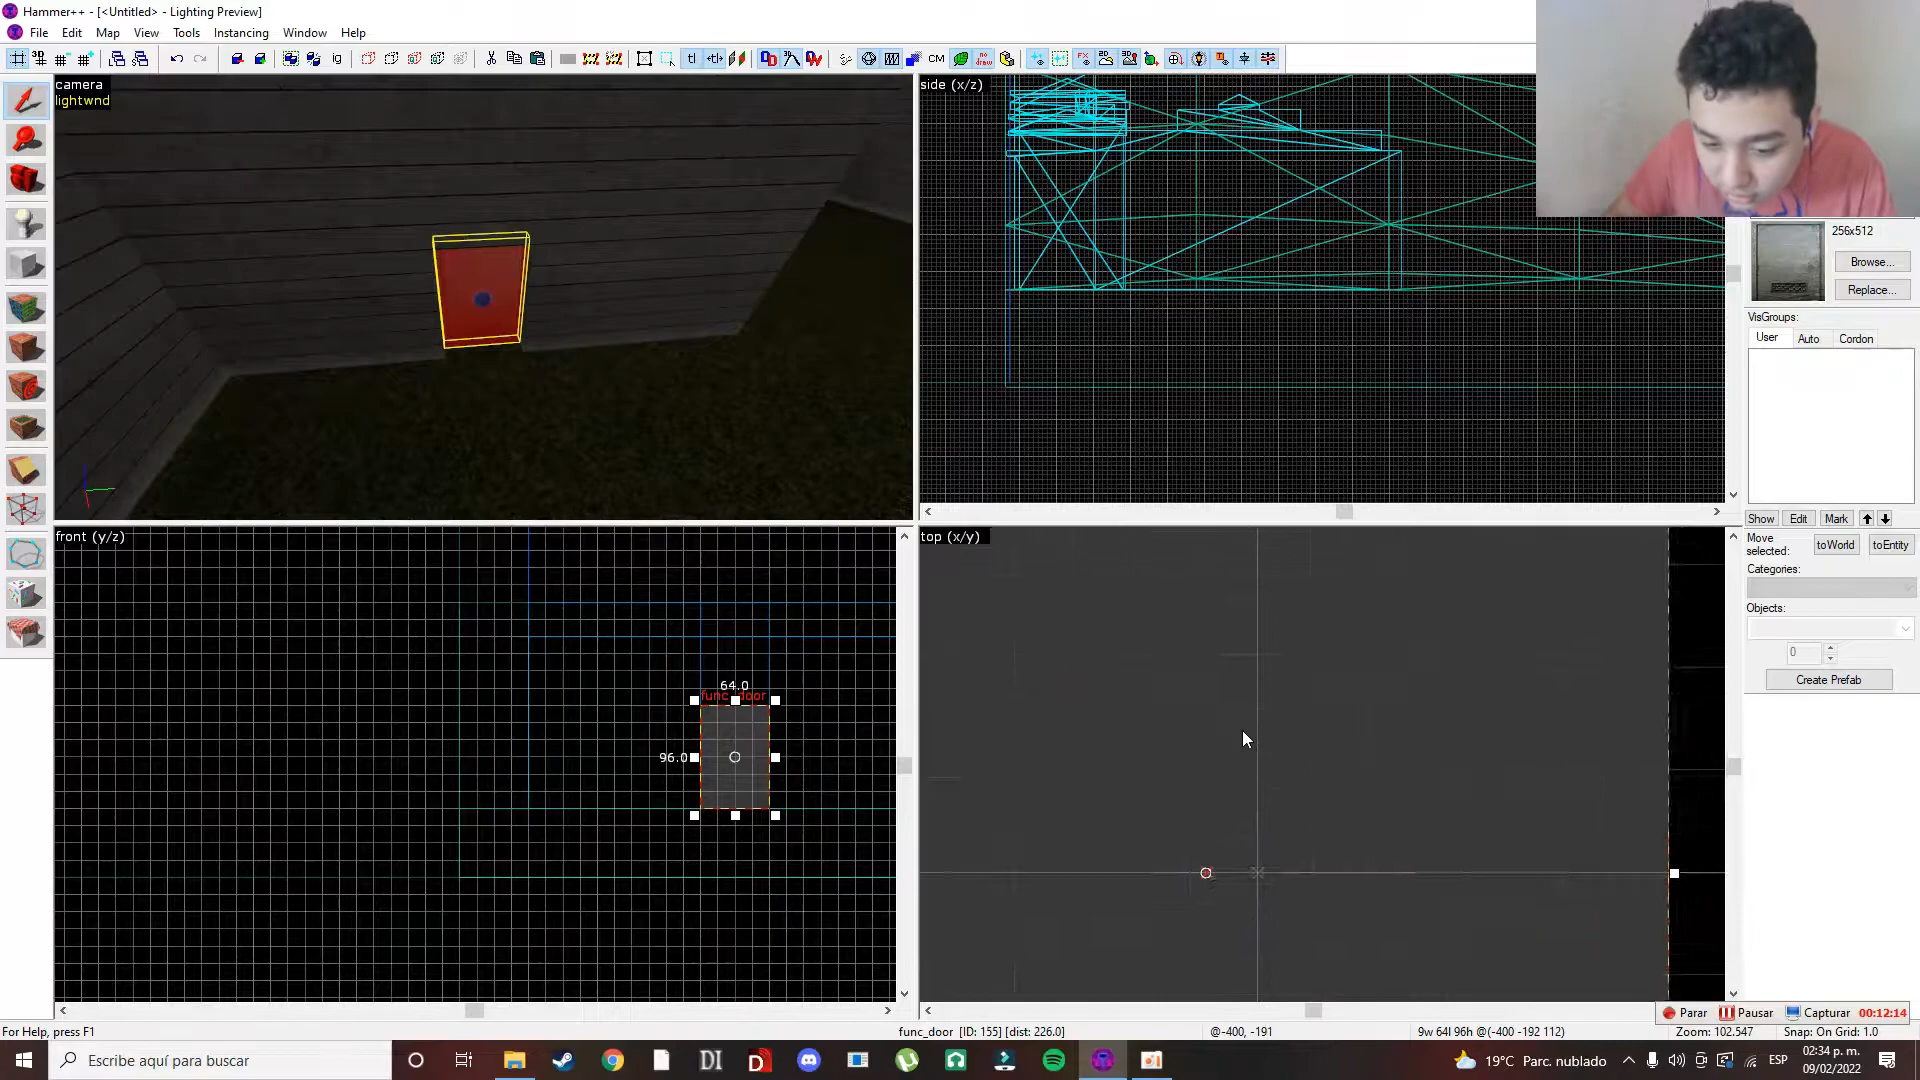 Hammer++ - [<Untitled> - Lighting Preview]
File Edit Map View Tools Instancing Window Help
camera
lightwnd
side (x/z)
256x512
Browse...
Replace...
VisGroups:
User Auto Cordon
Show Edit Mark
Move selected: toWorld toEntity
Categories:
Objects:
0
Create Prefab
front (y/z)
64.0
func_door
96.0
top (x/y)
Parar Pausar Capturar 00:12:14
For Help, press F1
func_door [ID: 155] [dist: 226.0]
@-400, -191
9w 64l 96h @(-400 -192 112)
Zoom: 102.547
Snap: On Grid: 1.0
Escribe aquí para buscar
19°C Parc. nublado
ESP
02:34 p. m.
09/02/2022